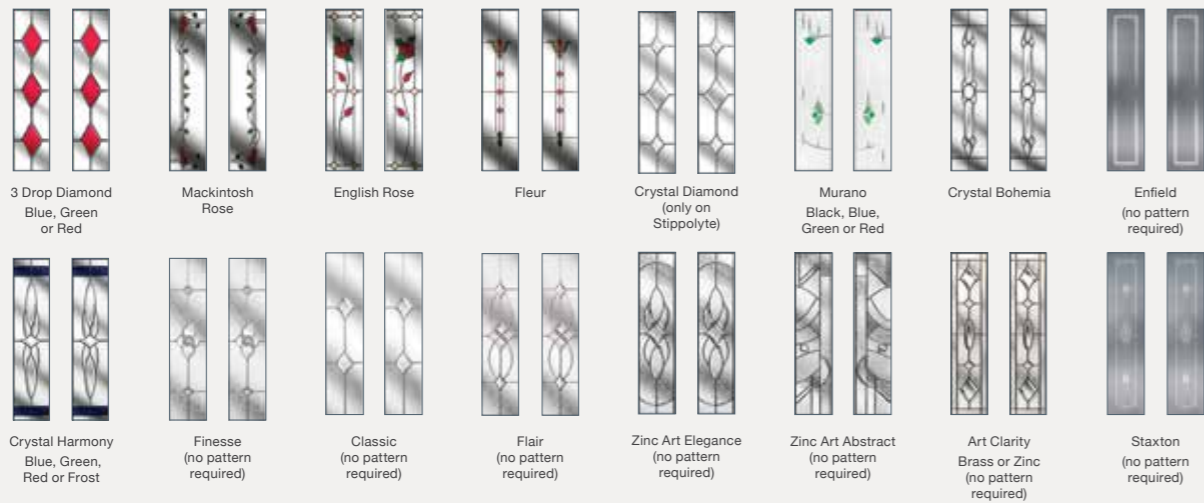 3 Drop Diamond
Blue, Green
or Red
Mackintosh
Rose
English Rose
Fleur
Crystal Diamond
(only on
Stippolyte)
Murano
Black, Blue,
Green or Red
Crystal Bohemia
Enfield
(no pattern
required)
Crystal Harmony
Blue, Green,
Red or Frost
Finesse
(no pattern
required)
Classic
(no pattern
required)
Flair
(no pattern
required)
Zinc Art Elegance
(no pattern
required)
Zinc Art Abstract
(no pattern
required)
Art Clarity
Brass or Zinc
(no pattern
required)
Staxton
(no pattern
required)